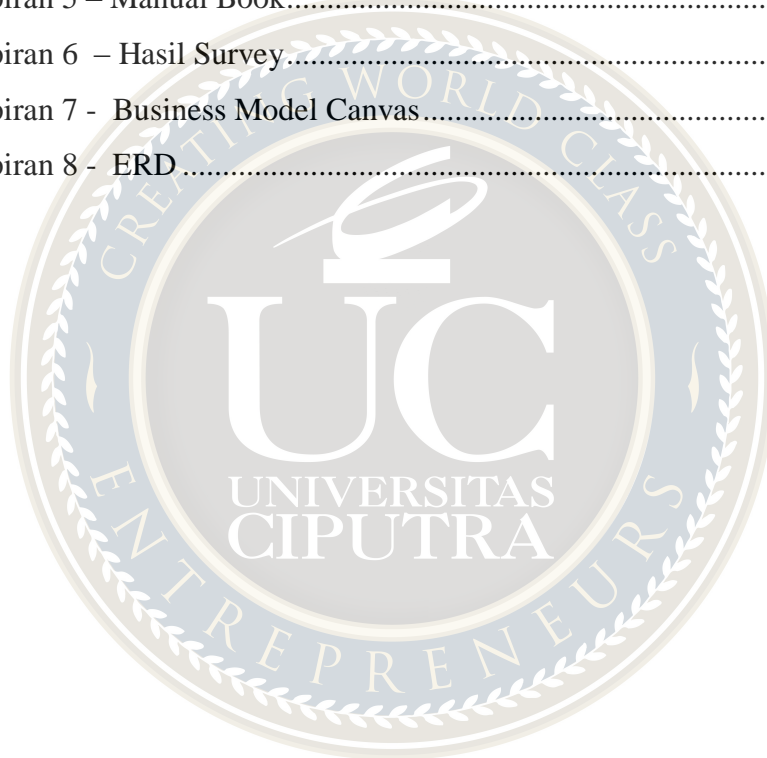 piran 5 – Manual Book
piran 6 – Hasil Survey
piran 7 - Business Model Canvas
piran 8 - ERD
CREATING WORLD CLASS
UC
UNIVERSITAS
CIPUTRA
ENTREPRENEURS